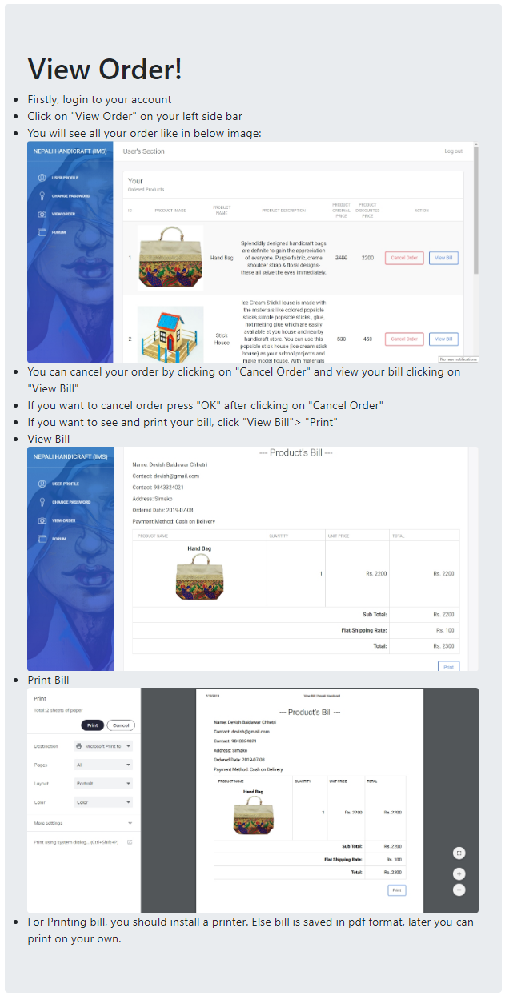 View Order!
Firstly, login to your account
Click on "View Order" on your left side bar
You will see all your order like in below image:
NEPALI HANDICRAFT (IMS)
User's Section
Log out
USER PROFILE
CHANGE PASSWORD
VIEW ORDER
FORUM
Your
Ordered Products
ID PRODUCT IMAGE PRODUCT NAME PRODUCT DESCRIPTION PRODUCT ORIGINAL PRICE PRODUCT DISCOUNTED PRICE ACTION
1 Hand Bag
Splendidly designed handicraft bags
are definite to gain the appreciation
of everyone. Purple fabric, creme
shoulder strap & floral designs-
these all seize the eyes immediately.
2400 2200 Cancel Order View Bill
2 Stick House
Ice Cream Stick House is made with
the materials like colored popsicle
sticks,simple popsicle sticks , glue,
hot melting glue which are easily
available at you house and nearby
handicraft store. You can use this
popsicle stick house (ice cream stick
house) as your school projects and
make model house. With materials
500 450 Cancel Order View Bill
No new notifications
You can cancel your order by clicking on "Cancel Order" and view your bill clicking on
"View Bill"
If you want to cancel order press "OK" after clicking on "Cancel Order"
If you want to see and print your bill, click "View Bill"> "Print"
View Bill
NEPALI HANDICRAFT (IMS)
USER PROFILE
CHANGE PASSWORD
VIEW ORDER
FORUM
--- Product's Bill ---
Name: Devish Baidawar Chhetri
Contact: devish@gmail.com
Contact: 9843324021
Address: Simako
Ordered Date: 2019-07-08
Payment Method: Cash on Delivery
PRODUCT NAME QUANTITY UNIT PRICE TOTAL
Hand Bag
1 Rs. 2200 Rs. 2200
Sub Total: Rs. 2200
Flat Shipping Rate: Rs. 100
Total: Rs. 2300
Print
Print Bill
Print
Total: 2 sheets of paper
Print Cancel
Destination Microsoft Print to
Pages All
Layout Portrait
Color Color
More settings
Print using system dialog... (Ctrl+Shift+P)
View Bill | Nepali Handicraft
--- Product's Bill ---
Name: Devish Baidawar Chhetri
Contact: devish@gmail.com
Contact: 9843324021
Address: Simako
Ordered Date: 2019-07-08
Payment Method: Cash on Delivery
PRODUCT NAME QUANTITY UNIT PRICE TOTAL
Hand Bag
1 Rs. 2200 Rs. 2200
Sub Total: Rs. 2200
Flat Shipping Rate: Rs. 100
Total: Rs. 2300
Print
For Printing bill, you should install a printer. Else bill is saved in pdf format, later you can
print on your own.